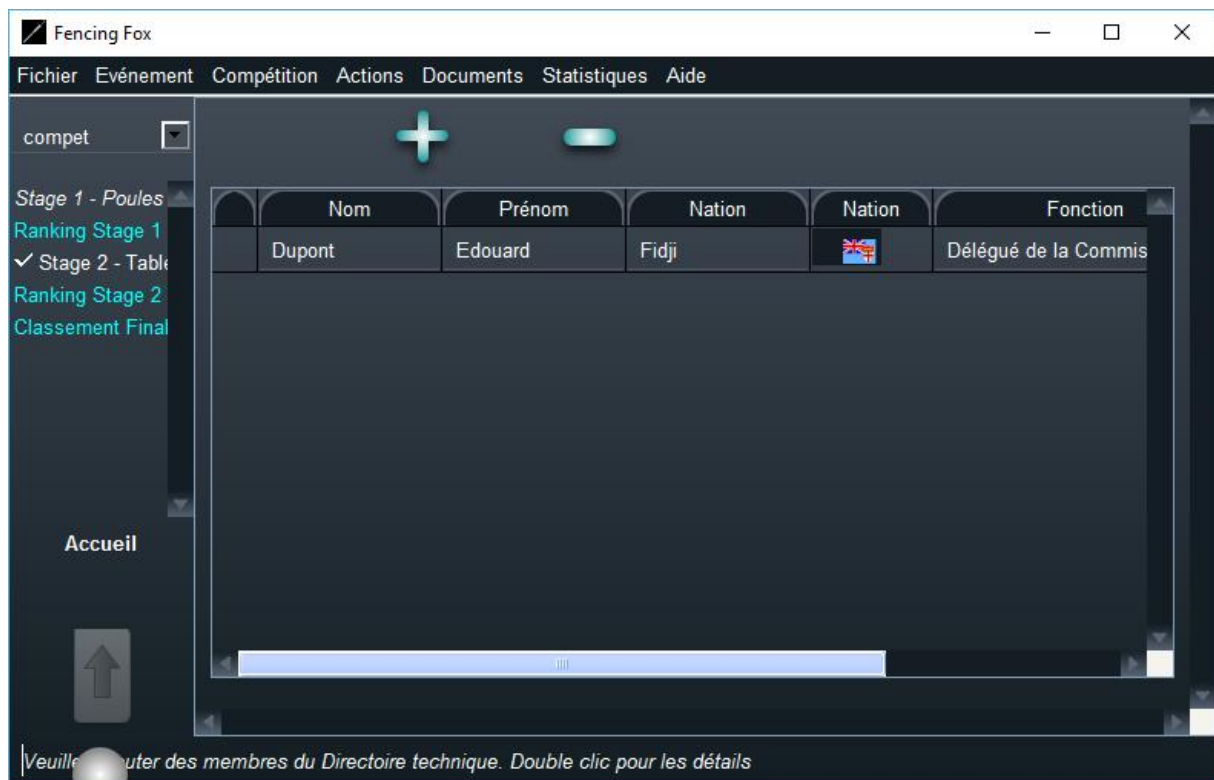 Fencing Fox
Fichier Evénement Compétition Actions Documents Statistiques Aide
compet
Stage 1 - Poules
Ranking Stage 1
Stage 2 - Table
Ranking Stage 2
Classement Final
Accueil
Nom Prénom Nation Nation Fonction
Dupont Edouard Fidji Délégué de la Commis
des membres du Directoire technique. Double clic pour les détails